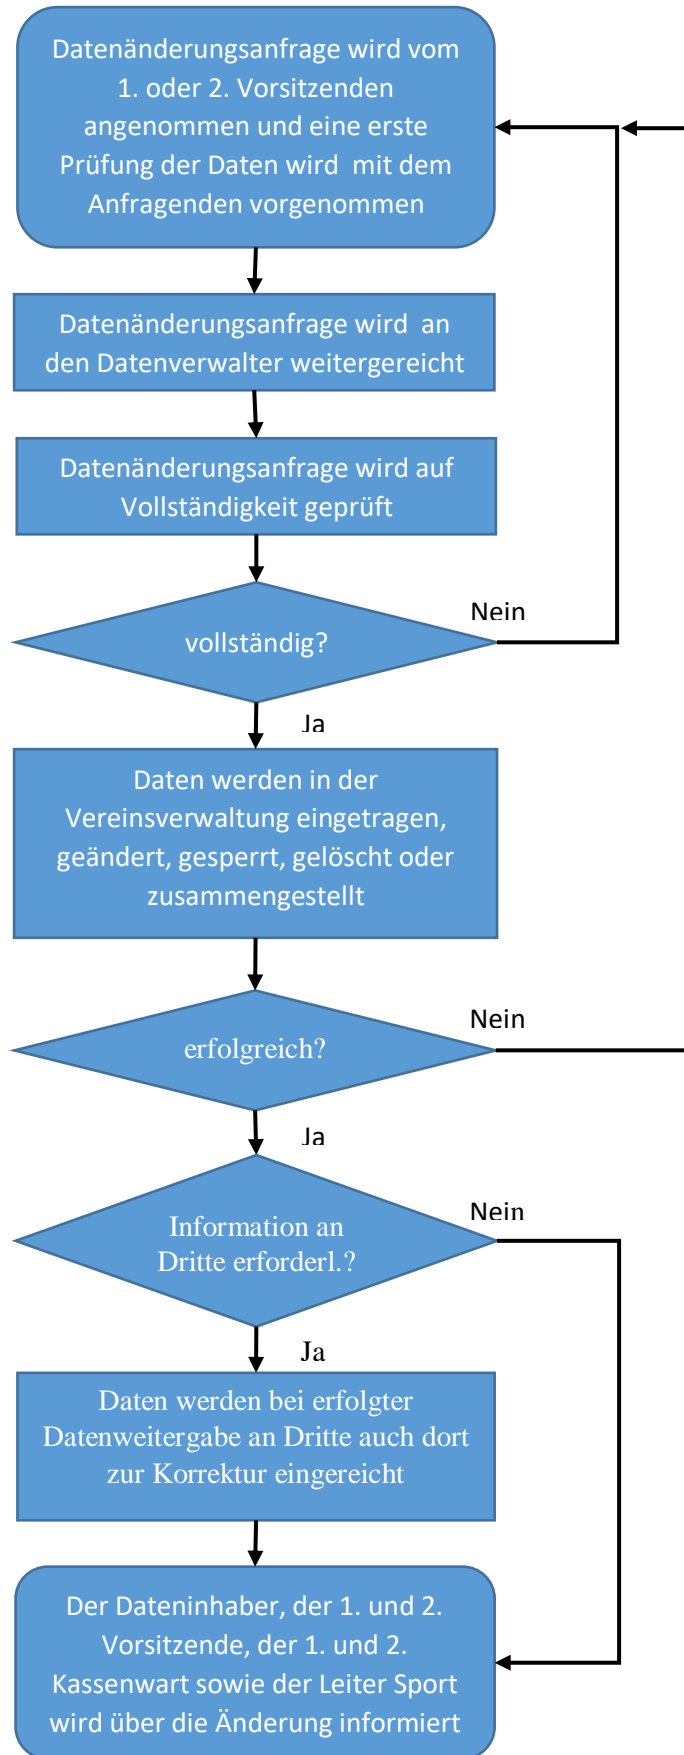 Datenänderungsanfrage wird vom
1. oder 2. Vorsitzenden
angenommen und eine erste
Prüfung der Daten wird mit dem
Anfragenden vorgenommen
Datenänderungsanfrage wird an
den Datenverwalter weitergereicht
Datenänderungsanfrage wird auf
Vollständigkeit geprüft
Nein
vollständig?
Ja
Daten werden in der
Vereinsverwaltung eingetragen,
geändert, gesperrt, gelöscht oder
zusammengestellt
Nein
erfolgreich?
Ja
Nein
Information an
Dritte erforderl.?
Ja
Daten werden bei erfolgter
Datenweitergabe an Dritte auch dort
zur Korrektur eingereicht
Der Dateninhaber, der 1. und 2.
Vorsitzende, der 1. und 2.
Kassenwart sowie der Leiter Sport
wird über die Änderung informiert